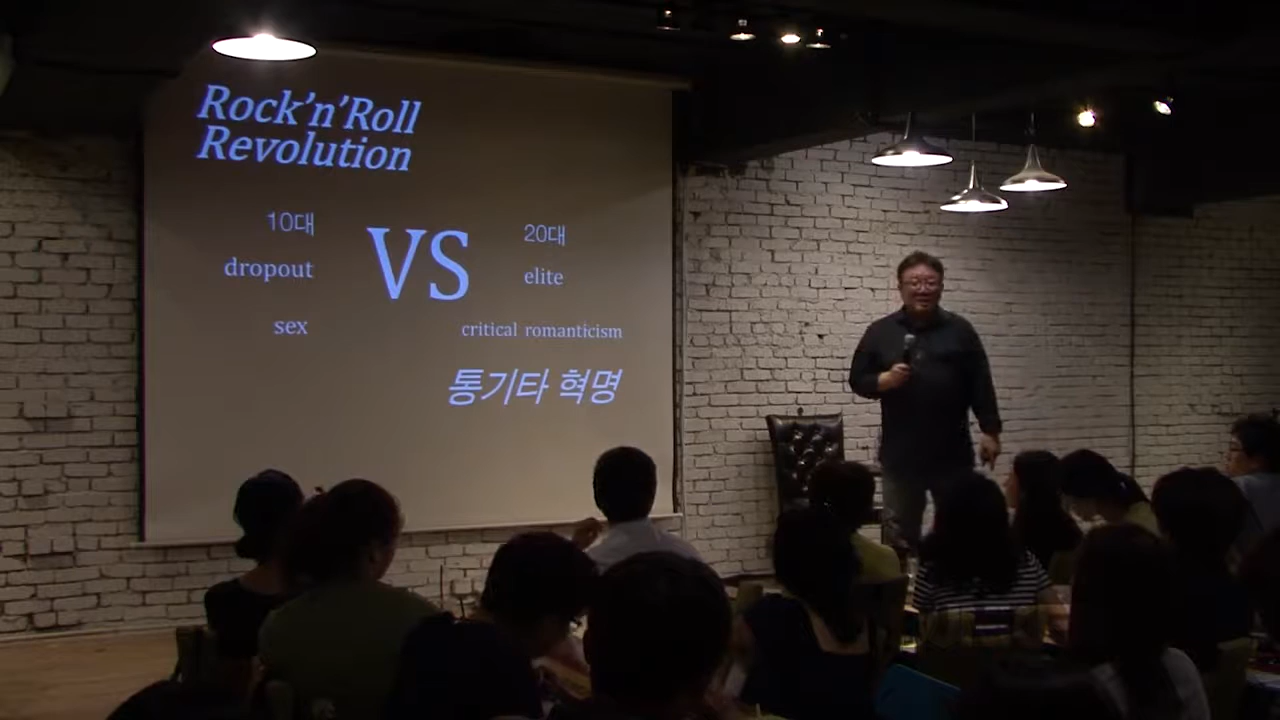 Rock'n'Roll
Revolution
10대
VS
20대
dropout
elite
sex
critical romanticism
통기타 혁명